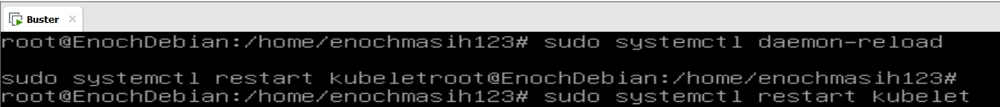 Buster
root@EnochDebian:/home/enochmasih123# sudo systemctl daemon-reload
sudo systemctl restart kubeletroot@EnochDebian:/home/enochmasih123#
root@EnochDebian:/home/enochmasih123# sudo systemctl restart kubelet